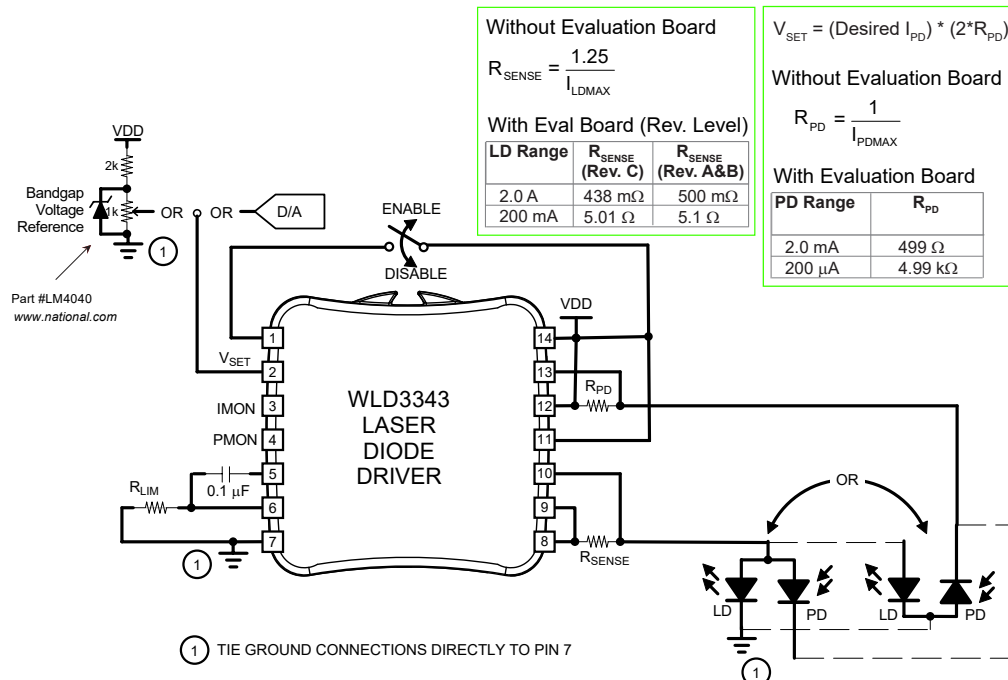 Without Evaluation Board
R_SENSE = 1.25 / I_LDMAX
With Eval Board (Rev. Level)
LD Range R_SENSE (Rev. C) R_SENSE (Rev. A&B)
2.0 A 438 mΩ 500 mΩ
200 mA 5.01 Ω 5.1 Ω
V_SET = (Desired I_PD) * (2*R_PD)
Without Evaluation Board
R_PD = 1 / I_PDMAX
With Evaluation Board
PD Range R_PD
2.0 mA 499 Ω
200 μA 4.99 kΩ
VDD
2k
Bandgap
Voltage
Reference
1k
OR
OR
D/A
1
Part #LM4040
www.national.com
ENABLE
DISABLE
VDD
V_SET
IMON
PMON
R_LIM
0.1 μF
1
2
3
4
5
6
7
WLD3343
LASER
DIODE
DRIVER
14
13
12
11
10
9
8
R_PD
R_SENSE
OR
LD
PD
LD
PD
1
1
1 TIE GROUND CONNECTIONS DIRECTLY TO PIN 7